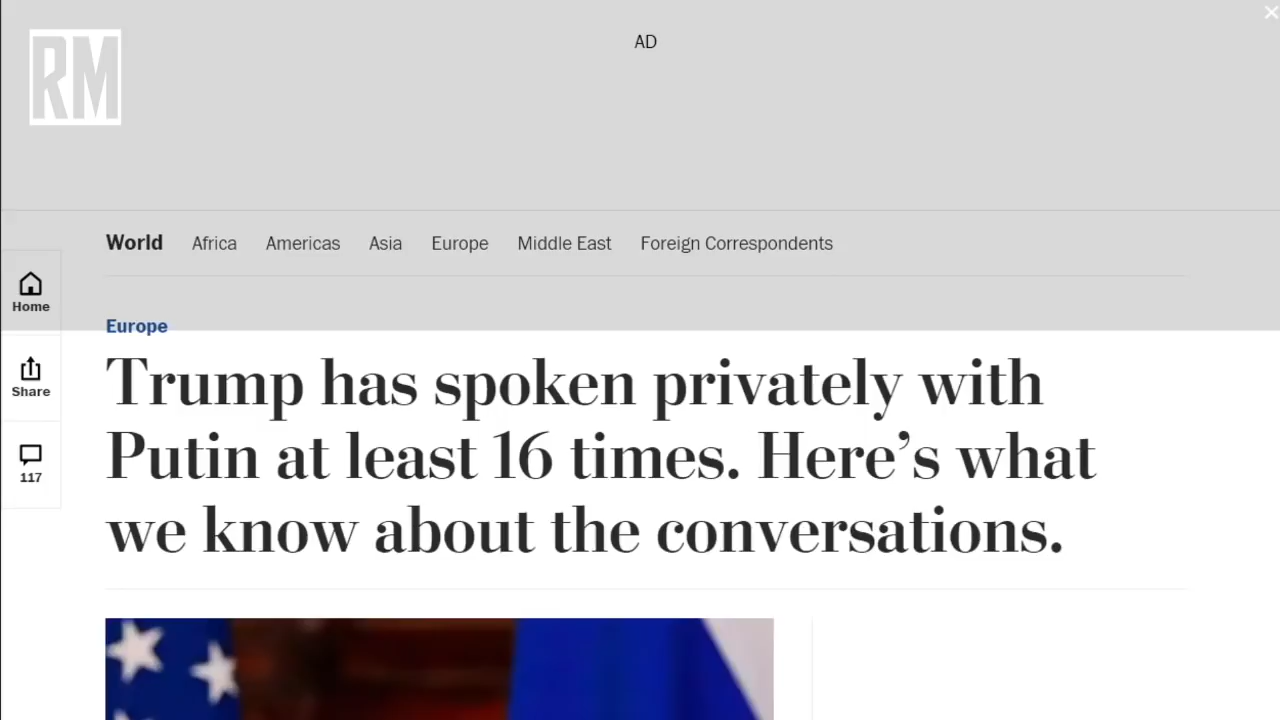 RM
AD
World Africa Americas Asia Europe Middle East Foreign Correspondents
Home
Europe
Trump has spoken privately with
Share
Putin at least 16 times. Here’s what
117
we know about the conversations.